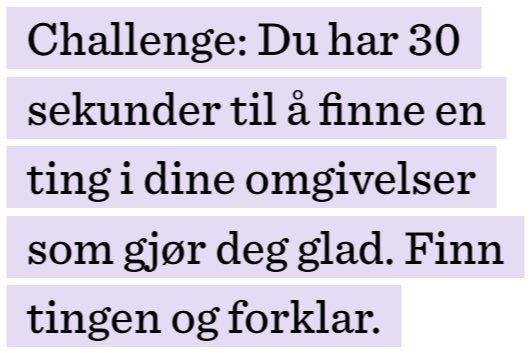 Challenge: Du har 30
sekunder til å finne en
ting i dine omgivelser
som gjør deg glad. Finn
tingen og forklar.